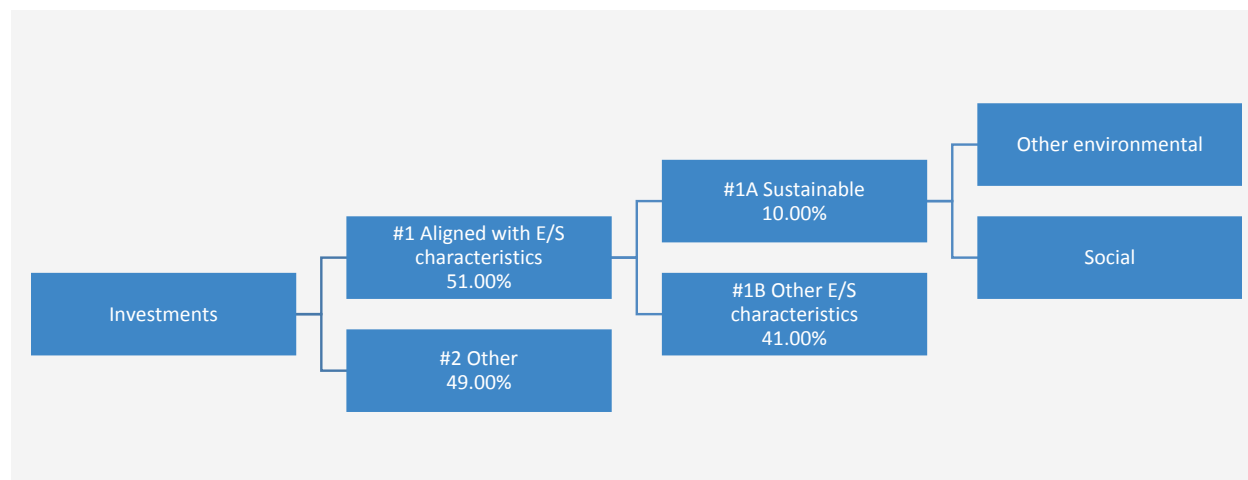 Investments
#1 Aligned with E/S
characteristics
51.00%
#2 Other
49.00%
#1A Sustainable
10.00%
#1B Other E/S
characteristics
41.00%
Other environmental
Social